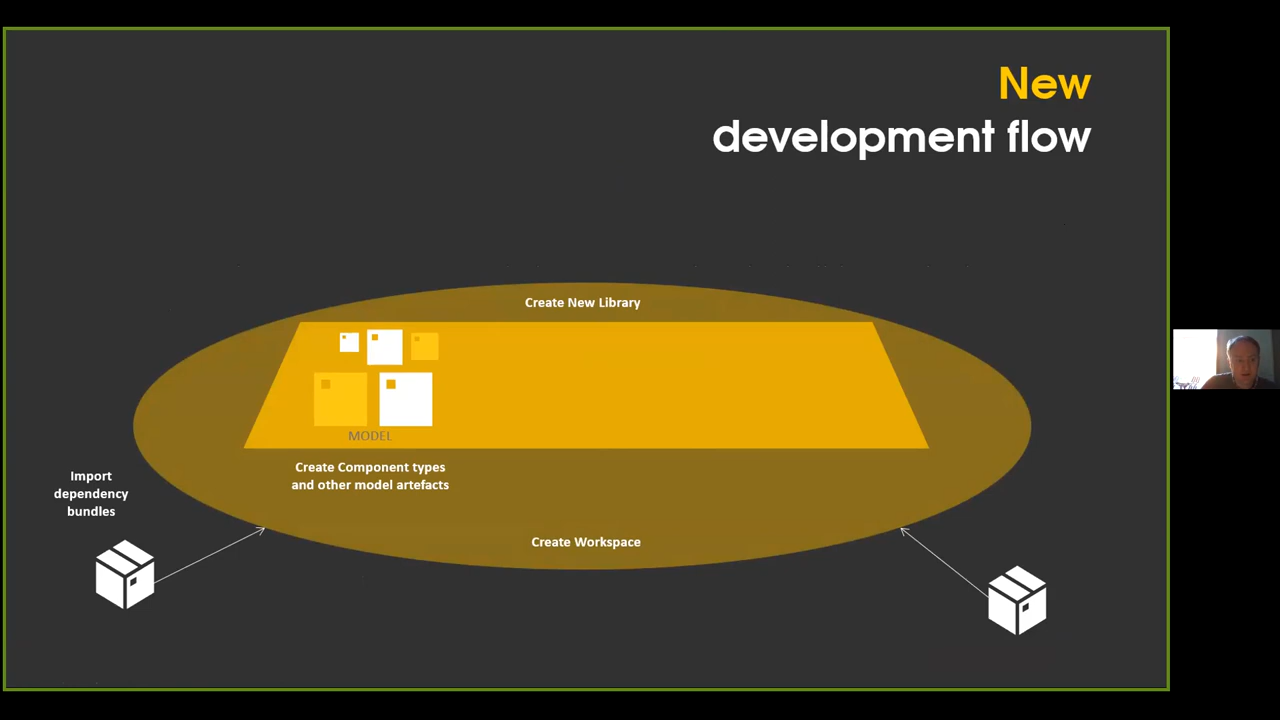 New
development flow
Create New Library
MODEL
Create Component types
and other model artefacts
Import
dependency
bundles
Create Workspace